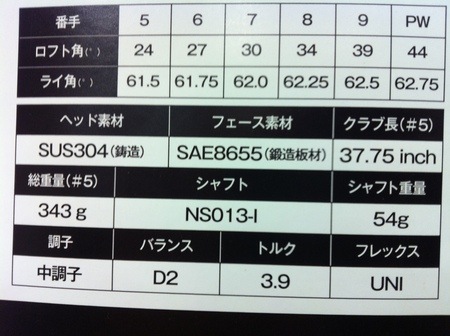 番手 5 6 7 8 9 PW
ロフト角(°) 24 27 30 34 39 44
ライ角(°) 61.5 61.75 62.0 62.25 62.5 62.75
ヘッド素材 フェース素材 クラブ長(#5)
SUS304(鋳造) SAE8655(鍛造板材) 37.75 inch
総重量(#5) シャフト シャフト重量
343 g NS013-I 54g
調子 バランス トルク フレックス
中調子 D2 3.9 UNI